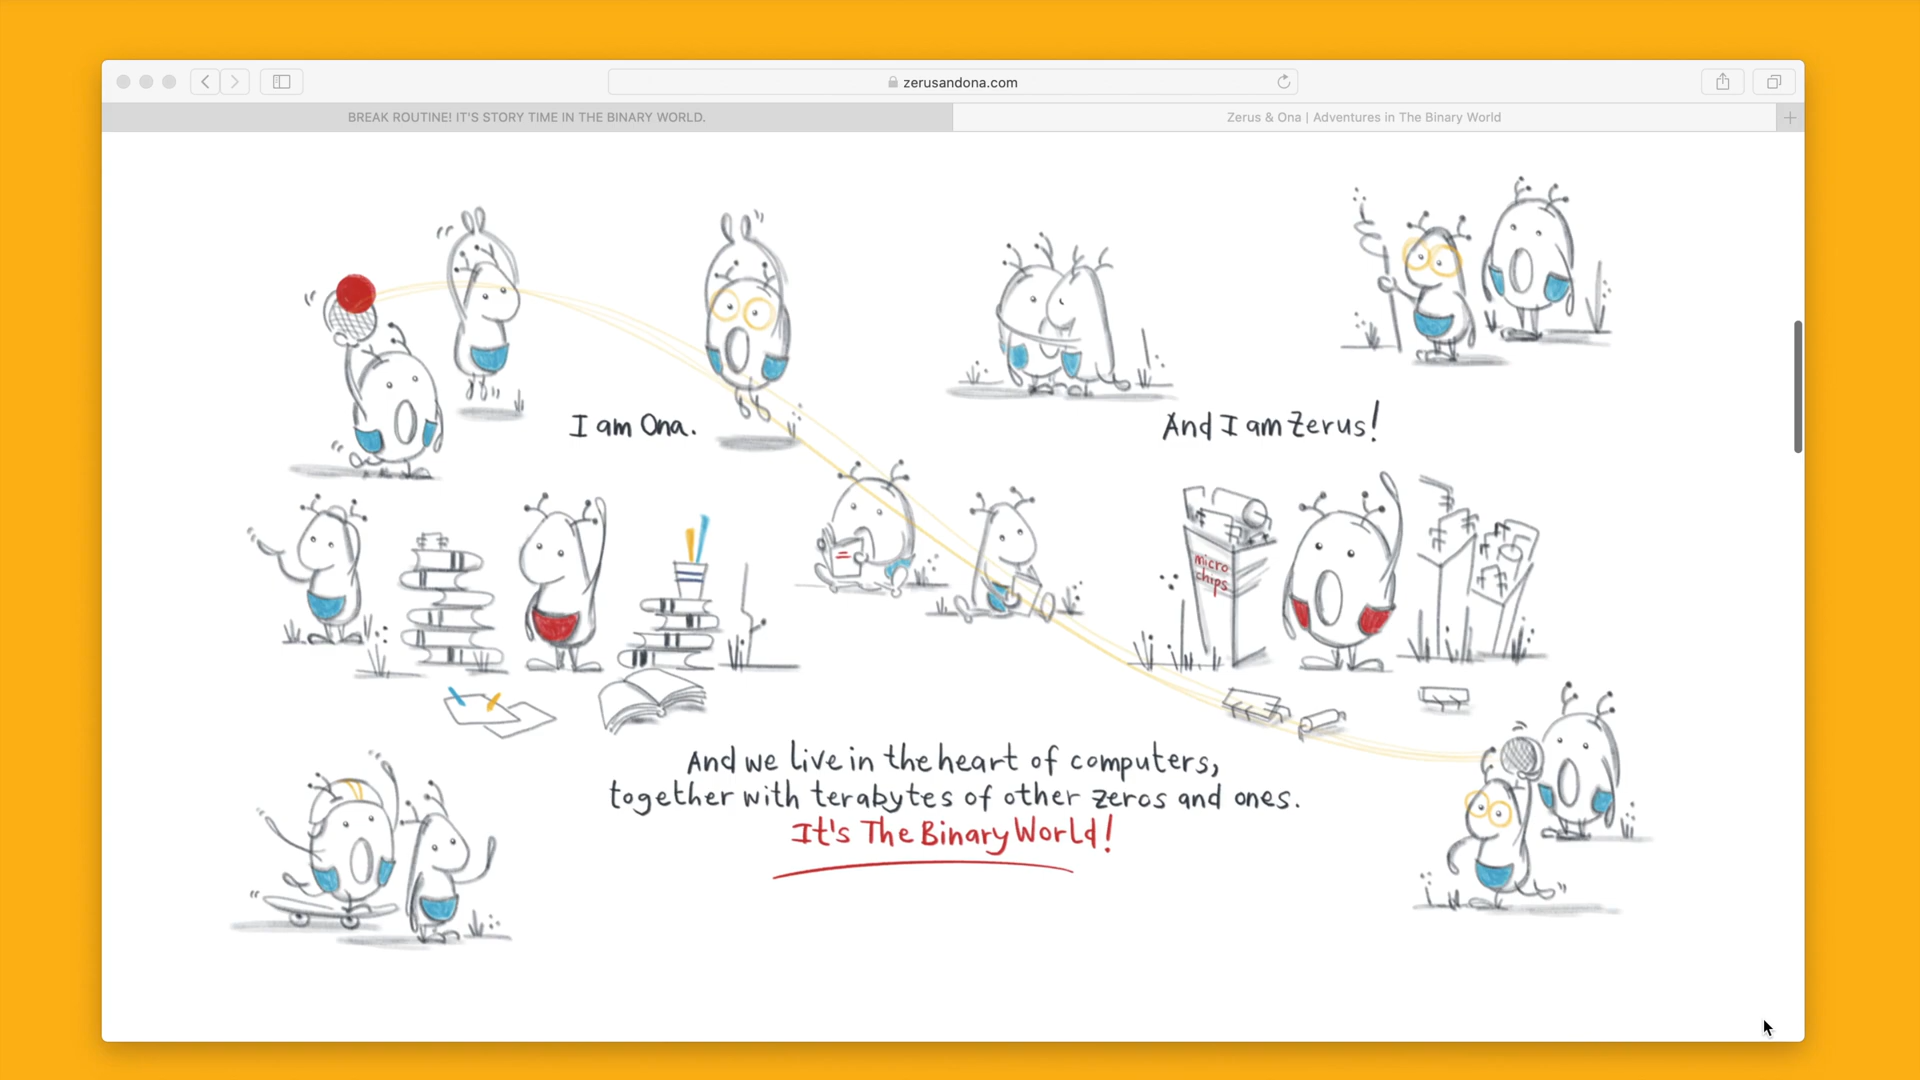 zerusandona.com
BREAK ROUTINE! IT'S STORY TIME IN THE BINARY WORLD.
Zerus & Ona | Adventures in The Binary World
I am Ona.
And I am Zerus!
micro
chips
And we live in the heart of computers,
together with terabytes of other zeros and ones.
It's The Binary World!